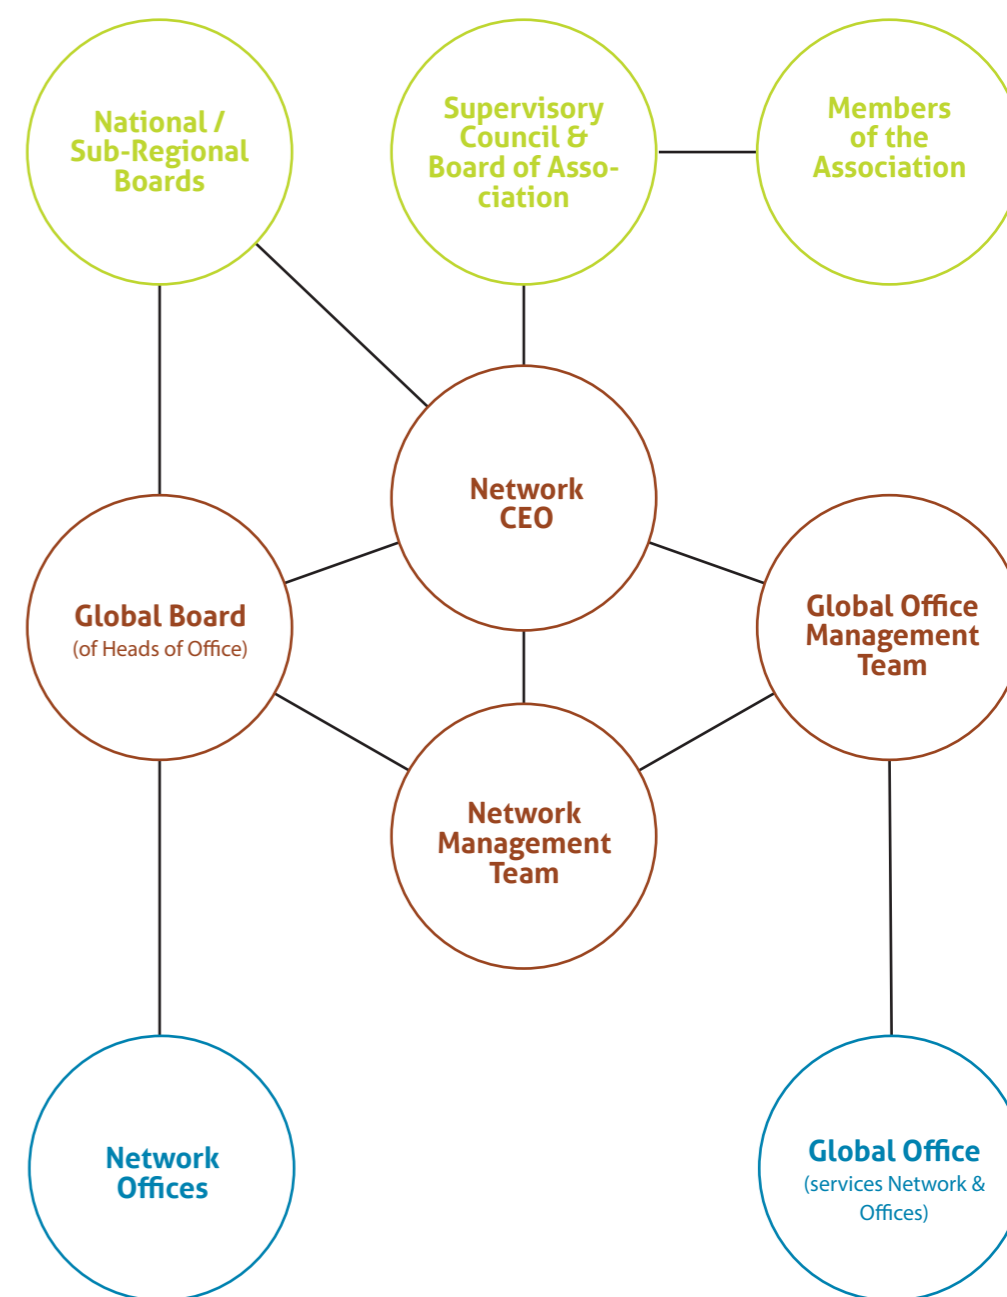 National /
Sub-Regional
Boards
Supervisory
Council &
Board of Asso-
ciation
Members
of the
Association
Network
CEO
Global Board
(of Heads of Office)
Global Office
Management
Team
Network
Management
Team
Network
Offices
Global Office
(services Network &
Offices)